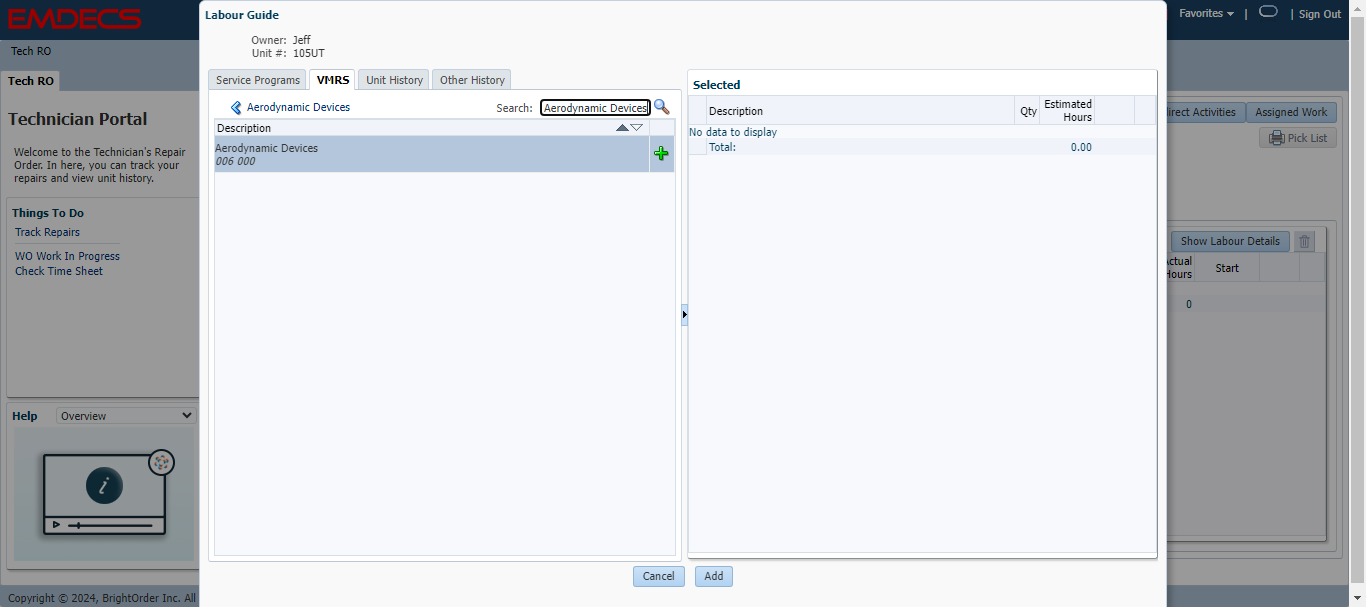 EMDECS
Favorites
|
| Sign Out
Tech RO
Tech RO
Technician Portal
Welcome to the Technician's Repair
Order. In here, you can track your
repairs and view unit history.
Things To Do
Track Repairs
WO Work In Progress
Check Time Sheet
Help
Overview
i
Copyright © 2024, BrightOrder Inc. All
Labour Guide
Owner: Jeff
Unit #: 105UT
Service Programs
VMRS
Unit History
Other History
Aerodynamic Devices
Search: Aerodynamic Devices
Description
Aerodynamic Devices
006 000
Selected
Description
Qty
Estimated
Hours
No data to display
Total:
0.00
Cancel
Add
direct Activities
Assigned Work
Pick List
Show Labour Details
Actual
Hours
Start
0